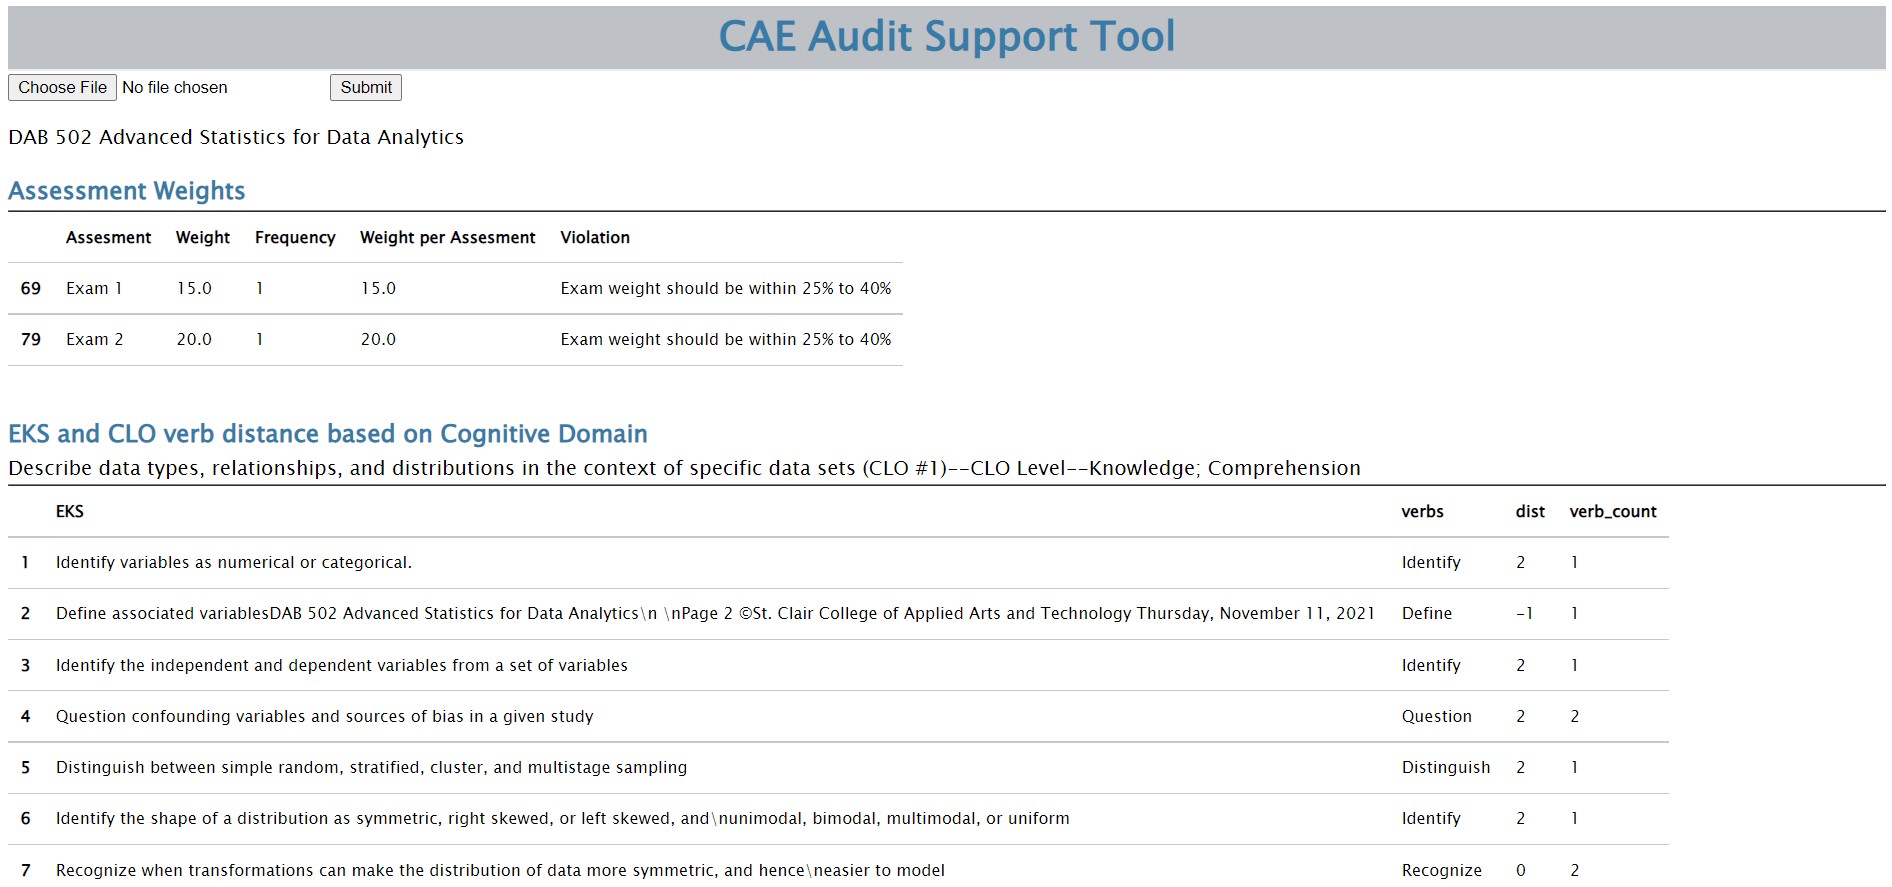 CAE Audit Support Tool
Choose File No file chosen Submit
DAB 502 Advanced Statistics for Data Analytics
Assessment Weights
Assesment Weight Frequency Weight per Assesment Violation
69 Exam 1 15.0 1 15.0 Exam weight should be within 25% to 40%
79 Exam 2 20.0 1 20.0 Exam weight should be within 25% to 40%
EKS and CLO verb distance based on Cognitive Domain
Describe data types, relationships, and distributions in the context of specific data sets (CLO #1)--CLO Level--Knowledge; Comprehension
EKS verbs dist verb_count
1 Identify variables as numerical or categorical. Identify 2 1
2 Define associated variablesDAB 502 Advanced Statistics for Data Analytics\n \nPage 2 ©St. Clair College of Applied Arts and Technology Thursday, November 11, 2021 Define -1 1
3 Identify the independent and dependent variables from a set of variables Identify 2 1
4 Question confounding variables and sources of bias in a given study Question 2 2
5 Distinguish between simple random, stratified, cluster, and multistage sampling Distinguish 2 1
6 Identify the shape of a distribution as symmetric, right skewed, or left skewed, and\nunimodal, bimodal, multimodal, or uniform Identify 2 1
7 Recognize when transformations can make the distribution of data more symmetric, and hence\neasier to model Recognize 0 2